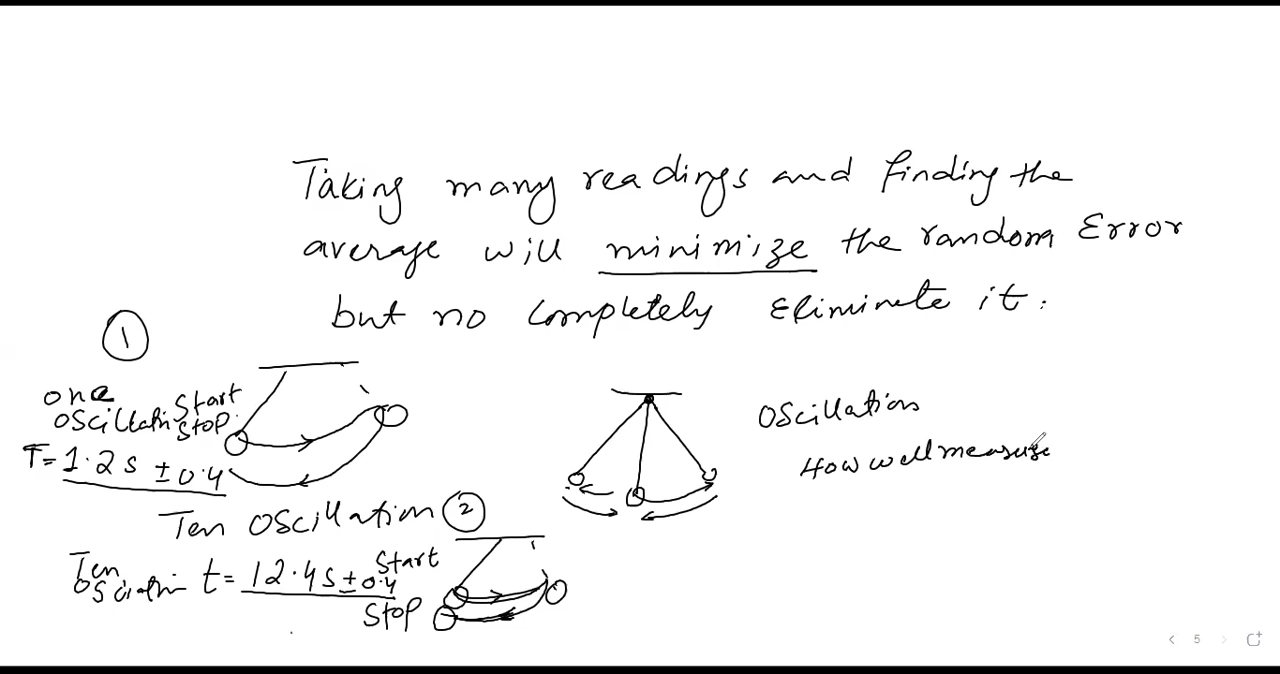 Taking many readings and finding the
average will minimize the random Error
but no completely Eliminate it.
1
one
Oscillatin Start
Stop
T = 1.2 s ± 0.4
Oscillation
How well measure
Ten Oscillation 2
Ten
t = 12.4 s ± 0.4
Start
Stop
5